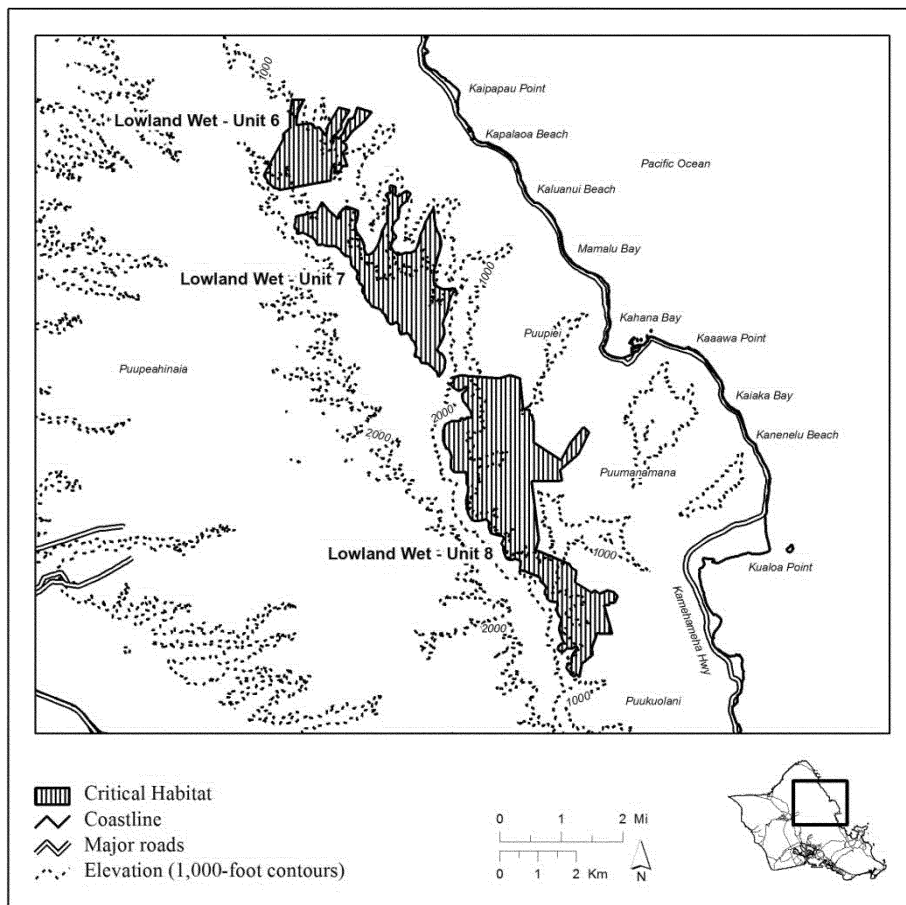 1000
Kaipapau Point
Lowland Wet - Unit 6
Kapalaoa Beach
Pacific Ocean
Kaluanui Beach
Mamalu Bay
Lowland Wet - Unit 7
1000
Kahana Bay
Puupiei
Kaaawa Point
Puupeahinaia
Kaiaka Bay
2000
2000
Kanenelu Beach
Puumanamana
Lowland Wet - Unit 8
1000
Kualoa Point
Kamehameha Hwy
2000
1000
Puukuolani
Critical Habitat
Coastline
Major roads
Elevation (1,000-foot contours)
0 1 2 Mi
0 1 2 Km
N